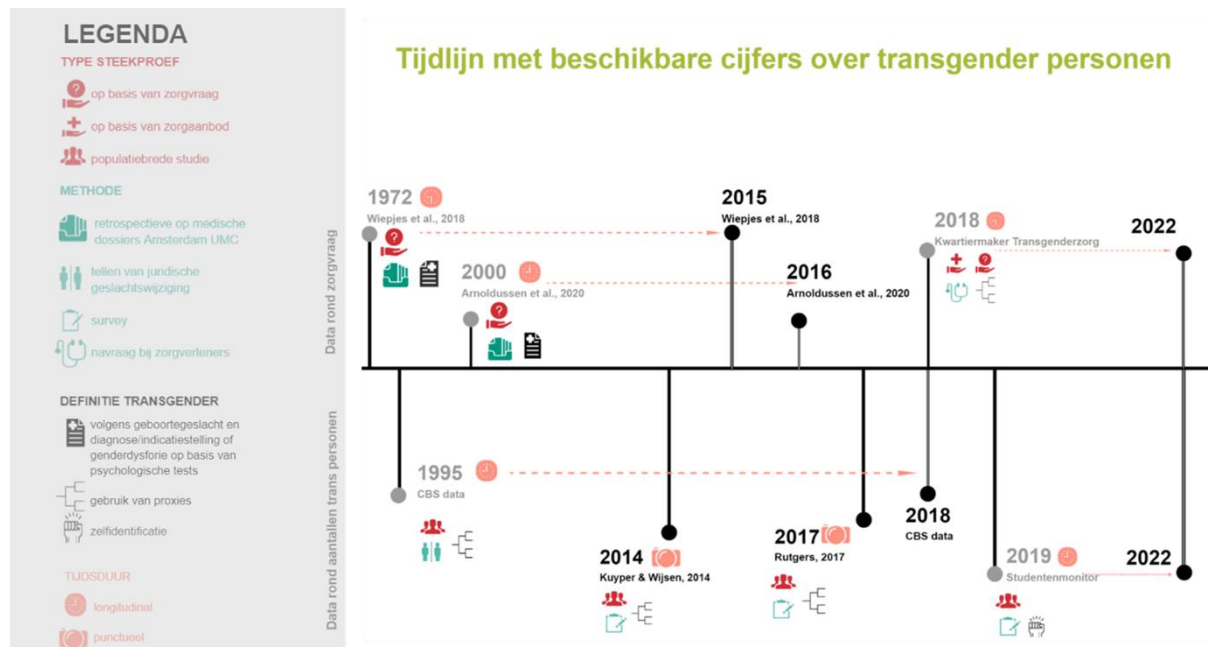 LEGENDA
TYPE STEEKPROEF
op basis van zorgvraag
op basis van zorgaanbod
populatiebrede studie
METHODE
retrospectieve op medische
dossiers Amsterdam UMC
tellen van juridische
geslachtswijziging
survey
navraag bij zorgverleners
DEFINITIE TRANSGENDER
volgens geboortegeslacht en
diagnose/indicatiestelling of
genderdysforie op basis van
psychologische tests
gebruik van proxies
zelfidentificatie
TIJDSDUUR
longitudinal
punctueel
Data rond zorgvraag
Data rond aantallen trans personen
Tijdlijn met beschikbare cijfers over transgender personen
1972
Wiepjes et al., 2018
2015
Wiepjes et al., 2018
2018
Kwartiermaker Transgenderzorg
2022
2000
Arnoldussen et al., 2020
2016
Arnoldussen et al., 2020
1995
CBS data
2018
CBS data
2014
Kuyper & Wijsen, 2014
2017
Rutgers, 2017
2019
Studentenmonitor
2022